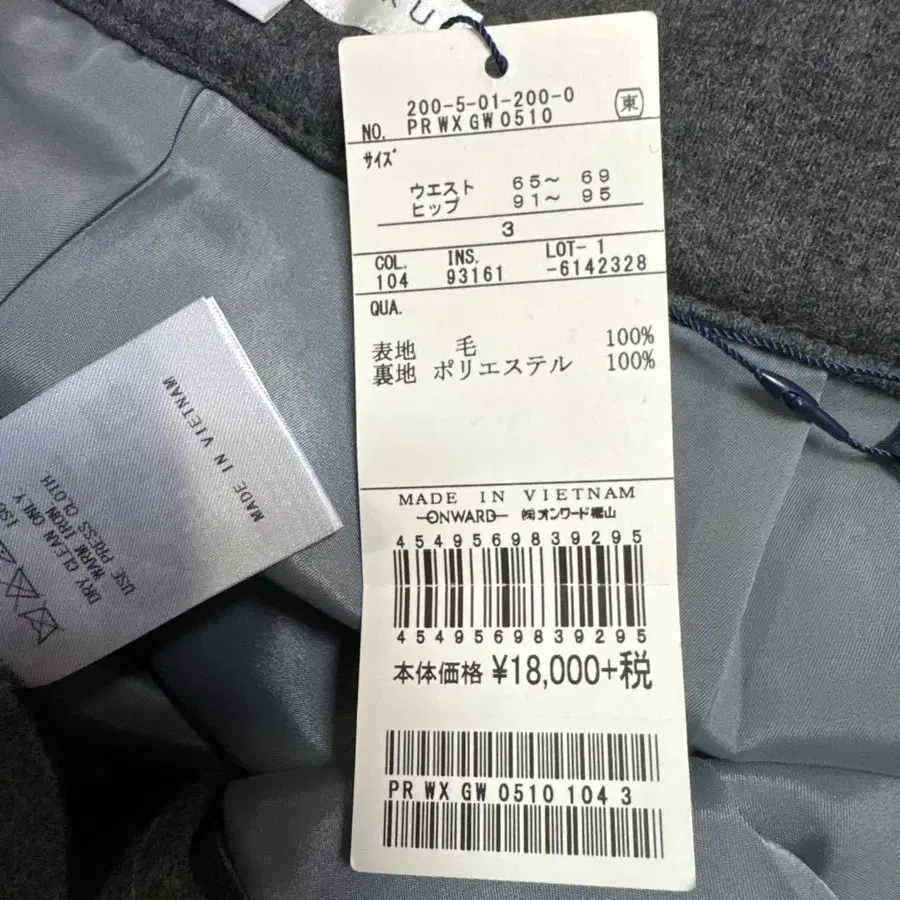 200-5-01-200-0
東
NO. PR WX GW 0510
サイズ
ウエスト 65～ 69
ヒップ 91～ 95
3
COL. INS. LOT- 1
104 93161 -6142328
QUA.
表地 毛 100%
裏地 ポリエステル 100%
MADE IN VIETNAM
ONWARD ㈱オンワード樫山
4549569839295
4549569839295
本体価格 ¥18,000+税
PR WX GW 0510 104 3
MADE IN VIETNAM
DRY CLEAN ONLY.
WARM IRON
USE PRESS CLOTH